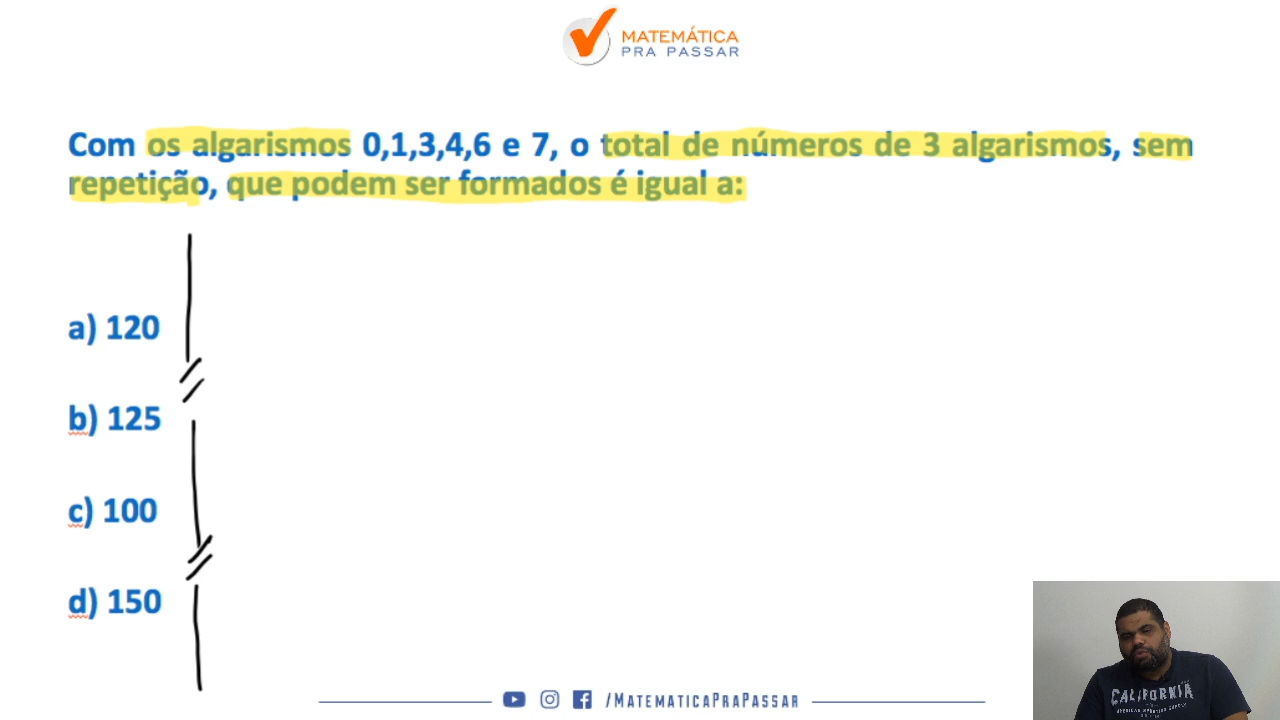 MATEMÁTICA
PRA PASSAR
Com os algarismos 0,1,3,4,6 e 7, o total de números de 3 algarismos, sem
repetição, que podem ser formados é igual a:
a) 120
b) 125
c) 100
d) 150
/MATEMATICAPRAPASSAR
CALIFORNIA